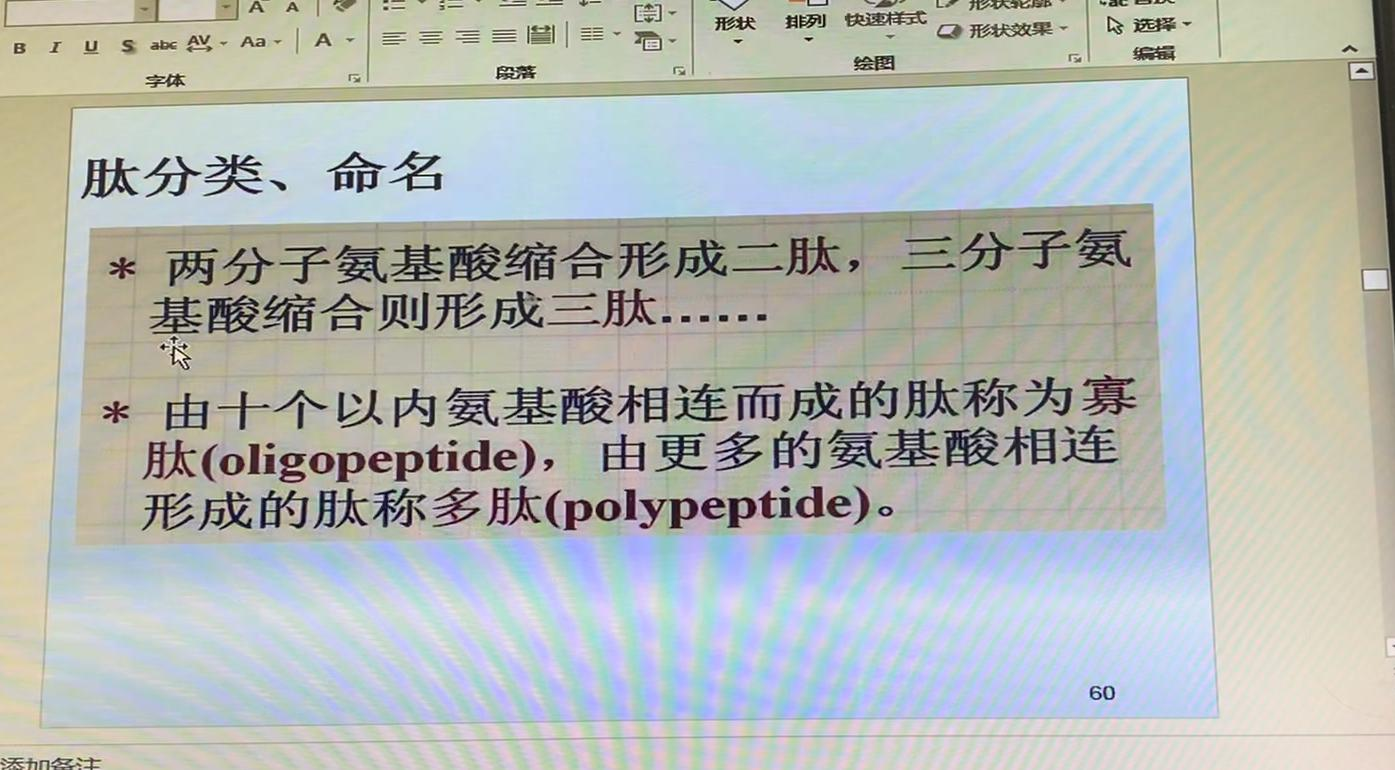 B I U S abc AV Aa A
字体
段落
形状
排列
快速样式
形状效果
绘图
选择
编辑
肽分类、命名
* 两分子氨基酸缩合形成二肽，三分子氨
基酸缩合则形成三肽......
* 由十个以内氨基酸相连而成的肽称为寡
肽(oligopeptide)，由更多的氨基酸相连
形成的肽称多肽(polypeptide)。
60
添加备注